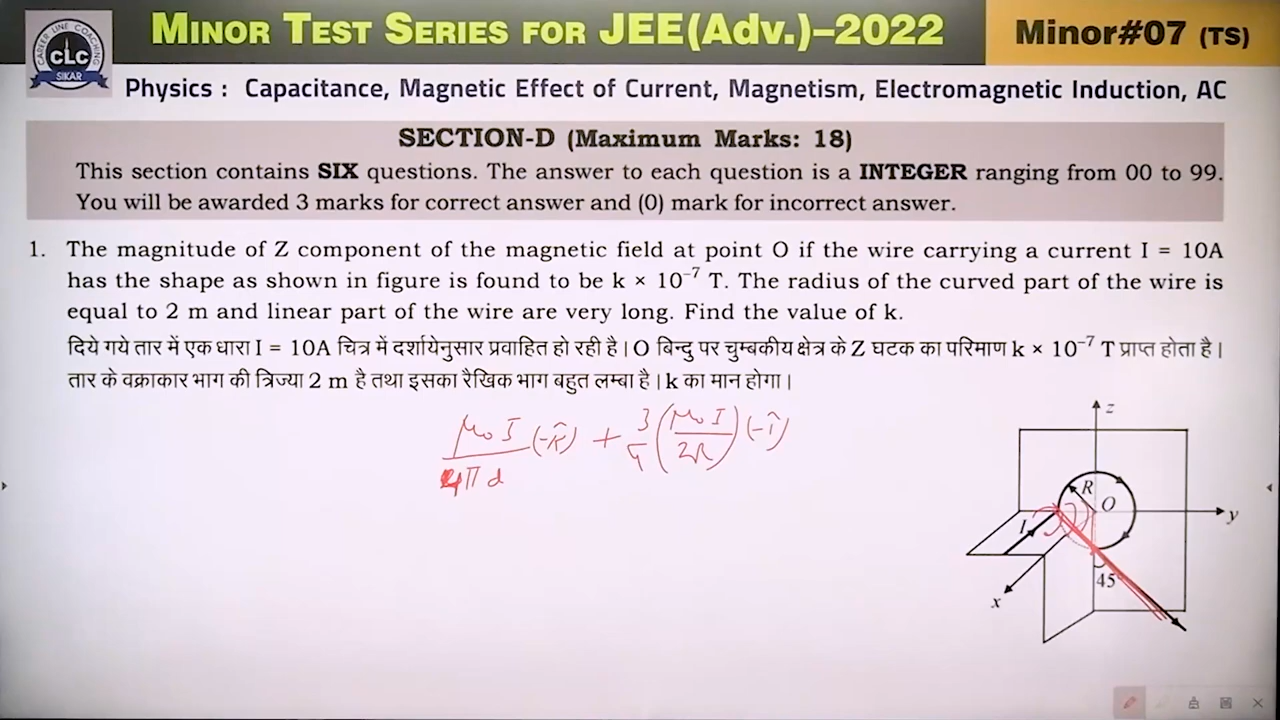 CAREER LINE COACHING
CLC
SIKAR
MINOR TEST SERIES FOR JEE(Adv.)–2022
Minor#07 (TS)
Physics : Capacitance, Magnetic Effect of Current, Magnetism, Electromagnetic Induction, AC
SECTION-D (Maximum Marks: 18)
This section contains SIX questions. The answer to each question is a INTEGER ranging from 00 to 99.
You will be awarded 3 marks for correct answer and (0) mark for incorrect answer.
1. The magnitude of Z component of the magnetic field at point O if the wire carrying a current I = 10A
has the shape as shown in figure is found to be k × 10⁻⁷ T. The radius of the curved part of the wire is
equal to 2 m and linear part of the wire are very long. Find the value of k.
दिये गये तार में एक धारा I = 10A चित्र में दर्शायेनुसार प्रवाहित हो रही है। O बिन्दु पर चुम्बकीय क्षेत्र के Z घटक का परिमाण k × 10⁻⁷ T प्राप्त होता है।
तार के वक्राकार भाग की त्रिज्या 2 m है तथा इसका रैखिक भाग बहुत लम्बा है। k का मान होगा।
μ₀ I / 4π d (-k̂) + 3/4 (μ₀ I / 2R) (-î)
z
R
O
y
I
45°
x